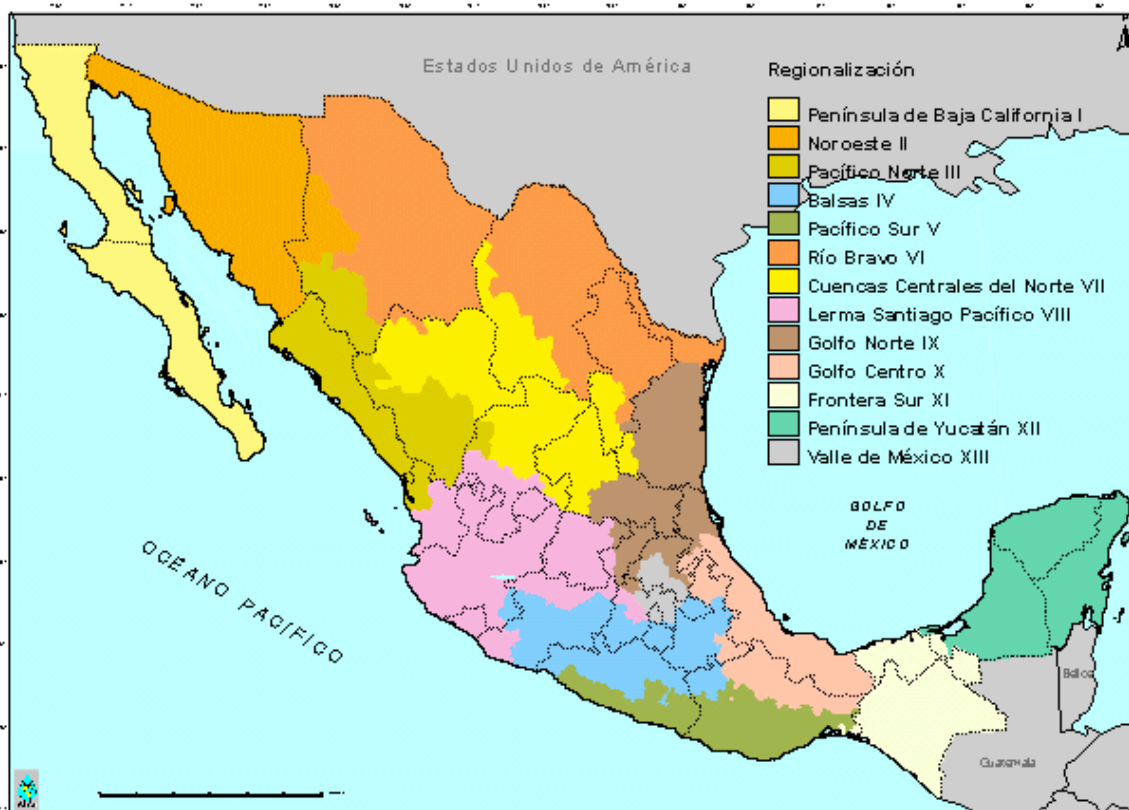 Estados Unidos de América
Regionalización
Península de Baja California I
Noroeste II
Pacífico Norte III
Balsas IV
Pacífico Sur V
Río Bravo VI
Cuencas Centrales del Norte VII
Lerma Santiago Pacífico VIII
Golfo Norte IX
Golfo Centro X
Frontera Sur XI
Península de Yucatán XII
Valle de México XIII
GOLFO
DE
MÉXICO
OCEANO PACIFICO
Belice
Guatemala